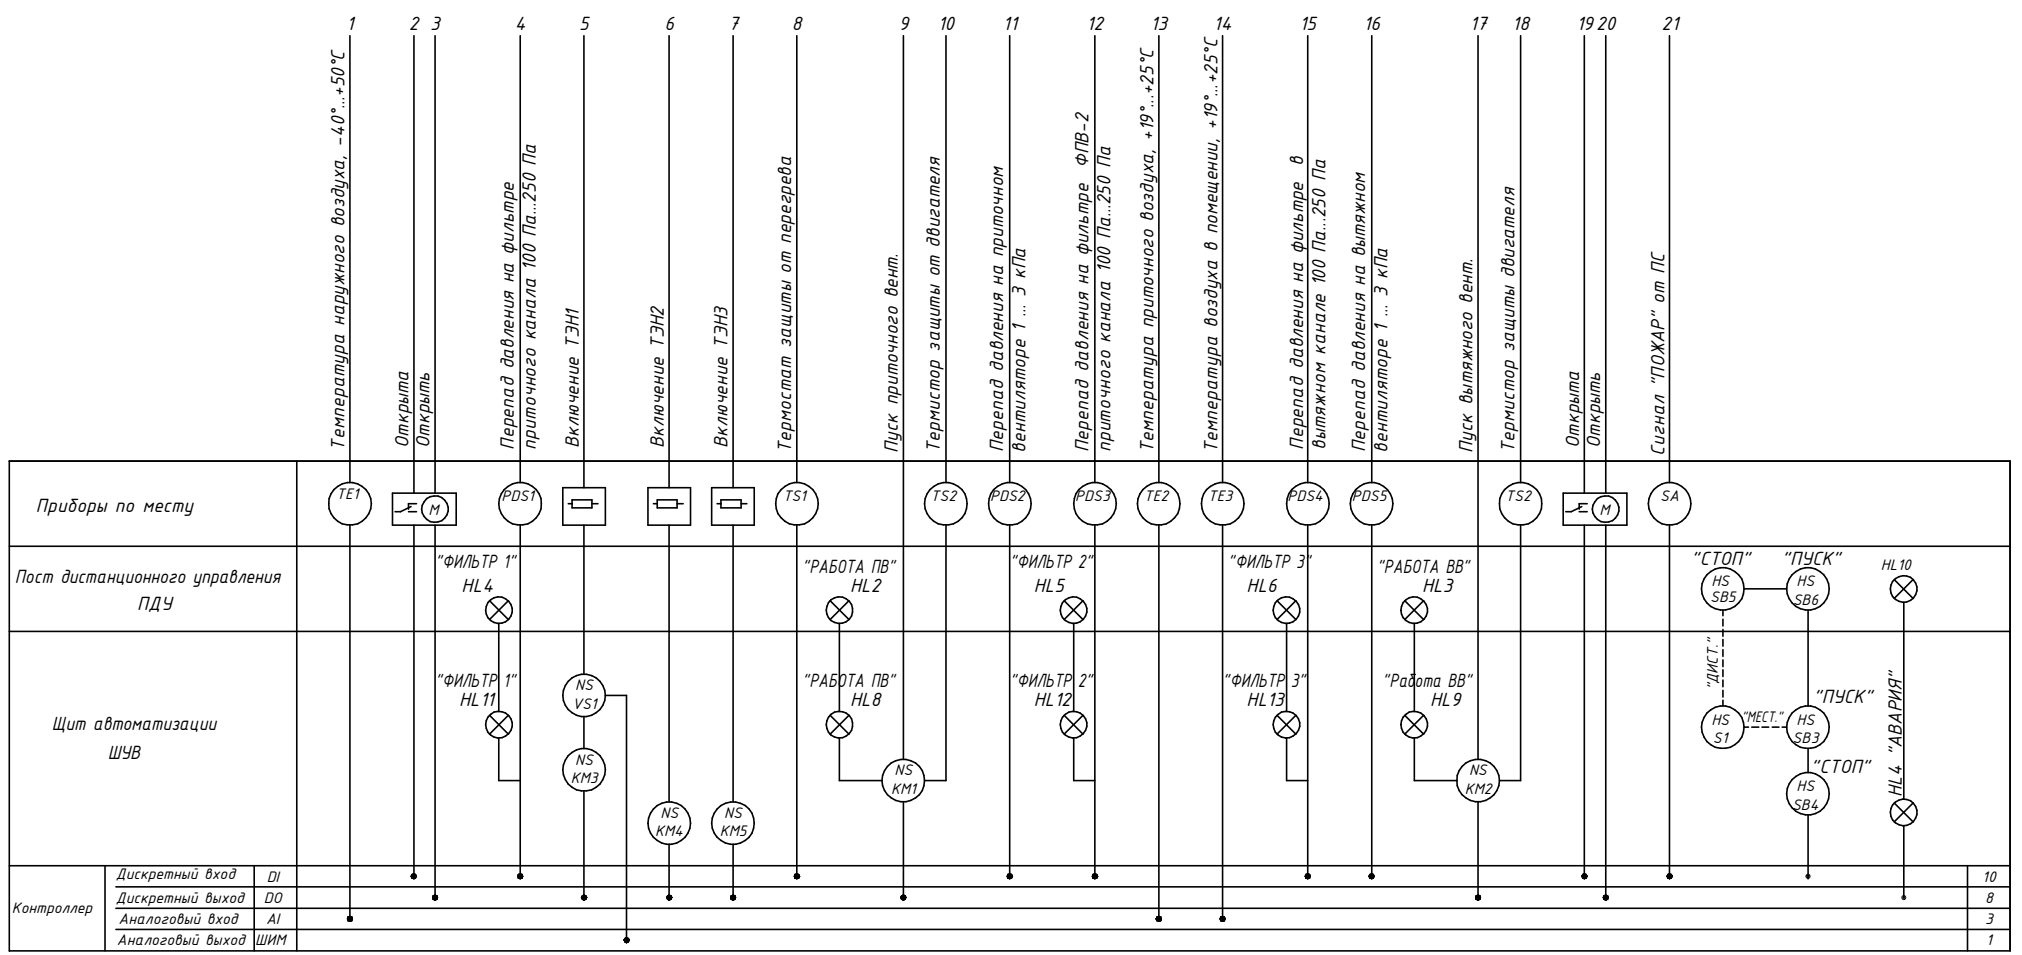 1
2
3
4
5
6
7
8
9
10
11
12
13
14
15
16
17
18
19
20
21
Температура наружного воздуха, -40°...+50°С
Открыта
Открыть
Перепад давления на фильтре
приточного канала 100 Па...250 Па
Включение ТЭН1
Включение ТЭН2
Включение ТЭН3
Термостат защиты от перегрева
Пуск приточного вент.
Термистор защиты от двигателя
Перепад давления на приточном
вентиляторе 1 ... 3 кПа
Перепад давления на фильтре ФПВ-2
приточного канала 100 Па...250 Па
Температура приточного воздуха, +19°...+25°С
Температура воздуха в помещении, +19°...+25°С
Перепад давления на фильтре в
вытяжном канале 100 Па...250 Па
Перепад давления на вытяжном
вентиляторе 1 ... 3 кПа
Пуск вытяжного вент.
Термистор защиты двигателя
Открыта
Открыть
Сигнал "ПОЖАР" от ПС
Приборы по месту
TE1
M
PDS1
TS1
TS2
PDS2
PDS3
TE2
TE3
PDS4
PDS5
TS2
M
SA
Пост дистанционного управления
ПДУ
"ФИЛЬТР 1"
HL4
"РАБОТА ПВ"
HL2
"ФИЛЬТР 2"
HL5
"ФИЛЬТР 3"
HL6
"РАБОТА ВВ"
HL3
"СТОП"
HS
SB5
"ПУСК"
HS
SB6
HL10
Щит автоматизации
ШУВ
"ФИЛЬТР 1"
HL11
NS
VS1
NS
KM3
NS
KM4
NS
KM5
"РАБОТА ПВ"
HL8
NS
KM1
"ФИЛЬТР 2"
HL12
"ФИЛЬТР 3"
HL13
"Работа ВВ"
HL9
NS
KM2
"ДИСТ."
HS
S1
"МЕСТ."
"ПУСК"
HS
SB3
"СТОП"
HS
SB4
HL4 "АВАРИЯ"
Контроллер
Дискретный вход DI 10
Дискретный выход DO 8
Аналоговый вход AI 3
Аналоговый выход ШИМ 1